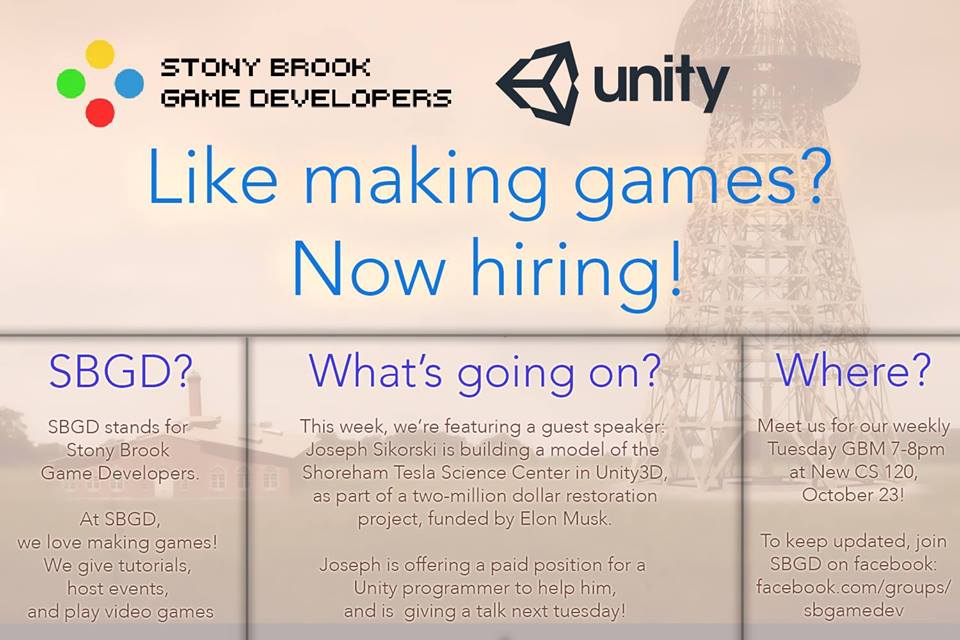 STONY BROOK
GAME DEVELOPERS
unity
Like making games?
Now hiring!
SBGD?
SBGD stands for
Stony Brook
Game Developers.
At SBGD,
we love making games!
We give tutorials,
host events,
and play video games
What's going on?
This week, we're featuring a guest speaker:
Joseph Sikorski is building a model of the
Shoreham Tesla Science Center in Unity3D,
as part of a two-million dollar restoration
project, funded by Elon Musk.
Joseph is offering a paid position for a
Unity programmer to help him,
and is giving a talk next tuesday!
Where?
Meet us for our weekly
Tuesday GBM 7-8pm
at New CS 120,
October 23!
To keep updated, join
SBGD on facebook:
facebook.com/groups/
sbgamedev